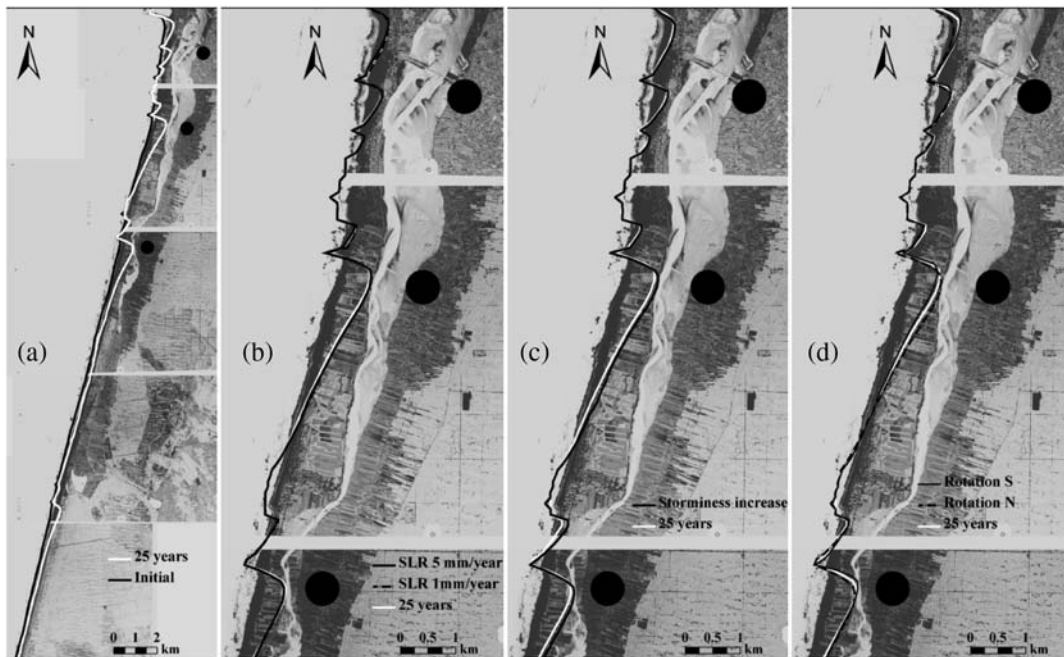 N
N
N
N
(a)
(b)
(c)
(d)
25 years
Initial
0 1 2
km
SLR 5 mm/year
SLR 1mm/year
25 years
0 0.5 1
km
Storminess increase
25 years
0 0.5 1
km
Rotation S
Rotation N
25 years
0 0.5 1
km